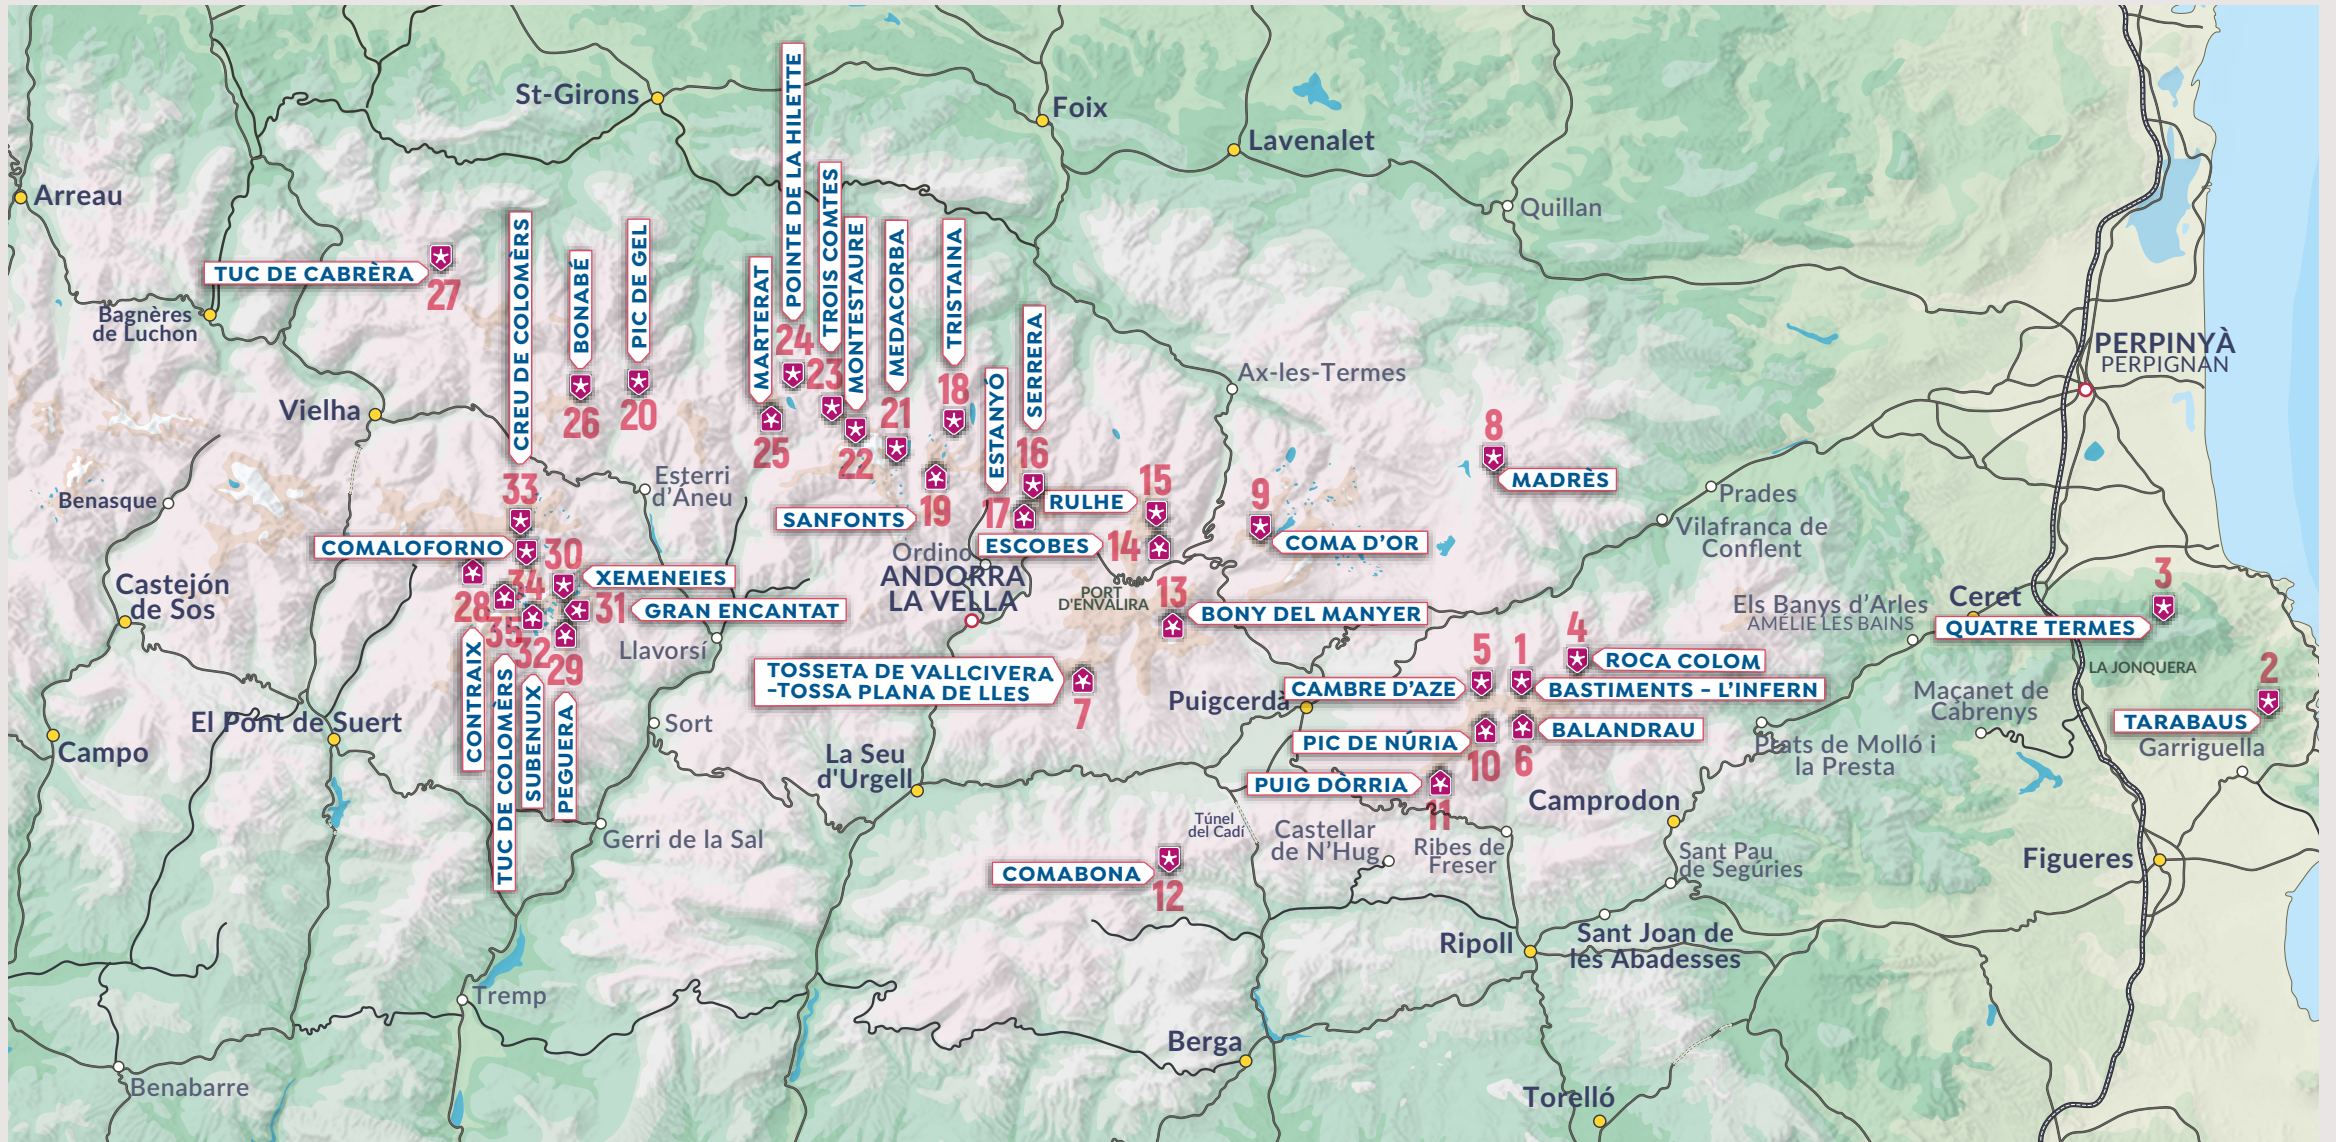 St-Girons
Foix
Lavenalet
Arreau
Quillan
TUC DE CABRÈRA
27
Bagnères
de Luchon
CREU DE COLOMÈRS
33
BONABÉ
26
PIC DE GEL
20
MARTERAT
25
POINTE DE LA HILETTE
24
TROIS COMTES
23
MONTESTAURE
22
MEDACORBA
21
TRISTAINA
18
ESTANYÓ
17
SERRERA
16
PERPINYÀ
PERPIGNAN
Ax-les-Termes
Vielha
8
MADRÈS
Esterri
d'Àneu
Benasque
15
RULHE
9
COMA D'OR
SANFONTS
19
Prades
Vilafranca de
Conflent
ESCOBES
14
COMALOFORNO
30
XEMENEIES
Ordino
ANDORRA
LA VELLA
PORT
D'ENVALIRA
13
BONY DEL MANYER
Castejón
de Sos
28
34
35
32
29
31
GRAN ENCANTAT
Llavorsí
Ceret
Els Banys d'Arles
AMÉLIE LES BAINS
3
QUATRE TERMES
LA JONQUERA
2
TARABAUS
Garriguella
TOSSETA DE VALLCIVERA
-TOSSA PLANA DE LLES
7
5
1
4
ROCA COLOM
Puigcerdà
CAMBRE D'AZE
BASTIMENTS - L'INFERN
Maçanet de
Cabrenys
CONTRAIX
TUC DE COLOMÈRS
SUBENUIX
PEGUERA
El Pont de Suert
Sort
Campo
La Seu
d'Urgell
PIC DE NÚRIA
10
6
BALANDRAU
Prats de Molló i
la Presta
PUIG DÒRRIA
11
Camprodon
Gerri de la Sal
Túnel
del Cadí
Castellar
de N'Hug
Ribes de
Freser
Sant Pau
de Segúries
Figueres
COMABONA
12
Ripoll
Sant Joan de
les Abadesses
Tremp
Berga
Benabarre
Torelló